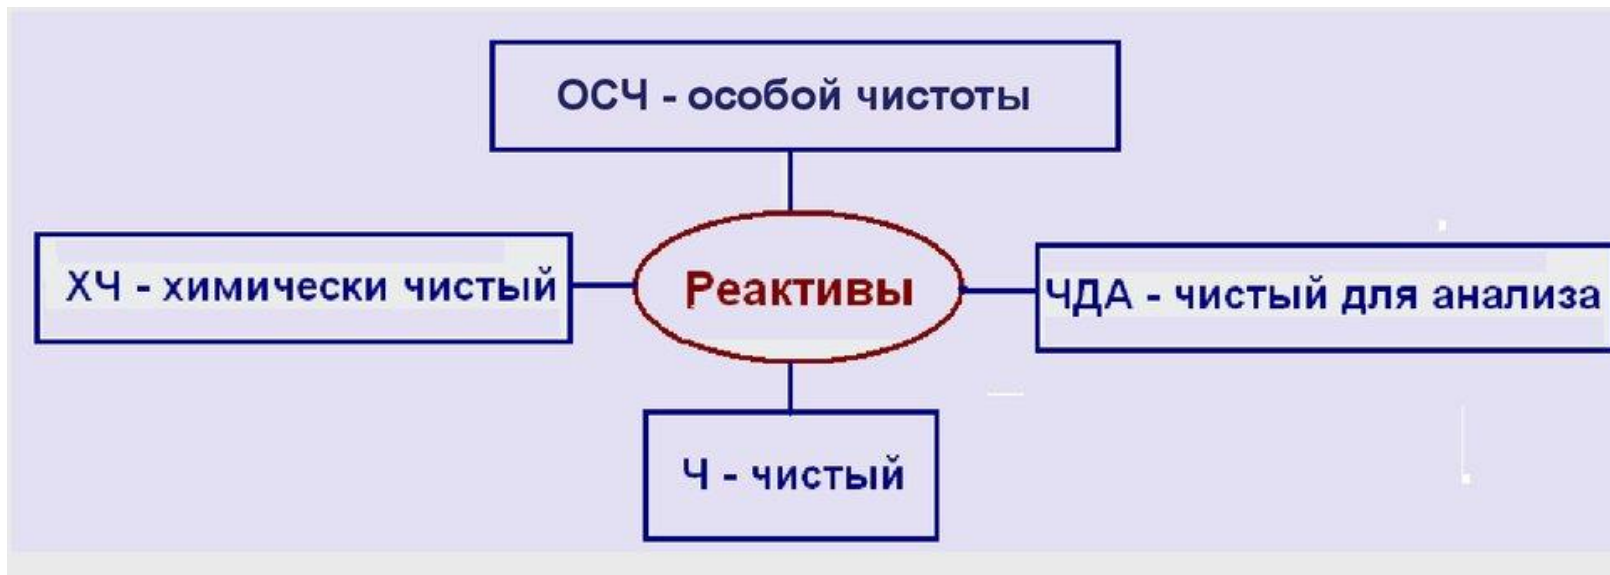 ОСЧ - особой чистоты
ХЧ - химически чистый
Реактивы
ЧДА - чистый для анализа
Ч - чистый